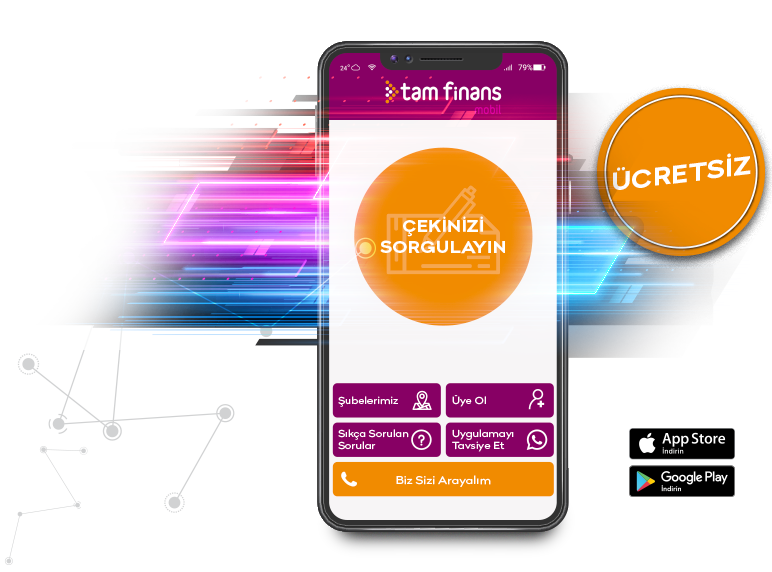 24°
79%
tam finans
mobil
ÇEKİNİZİ
SORGULAYIN
ÜCRETSİZ
Şubelerimiz
Üye Ol
Sıkça Sorulan
Sorular
Uygulamayı
Tavsiye Et
Biz Sizi Arayalım
App Store
İndirin
Google Play
İndirin